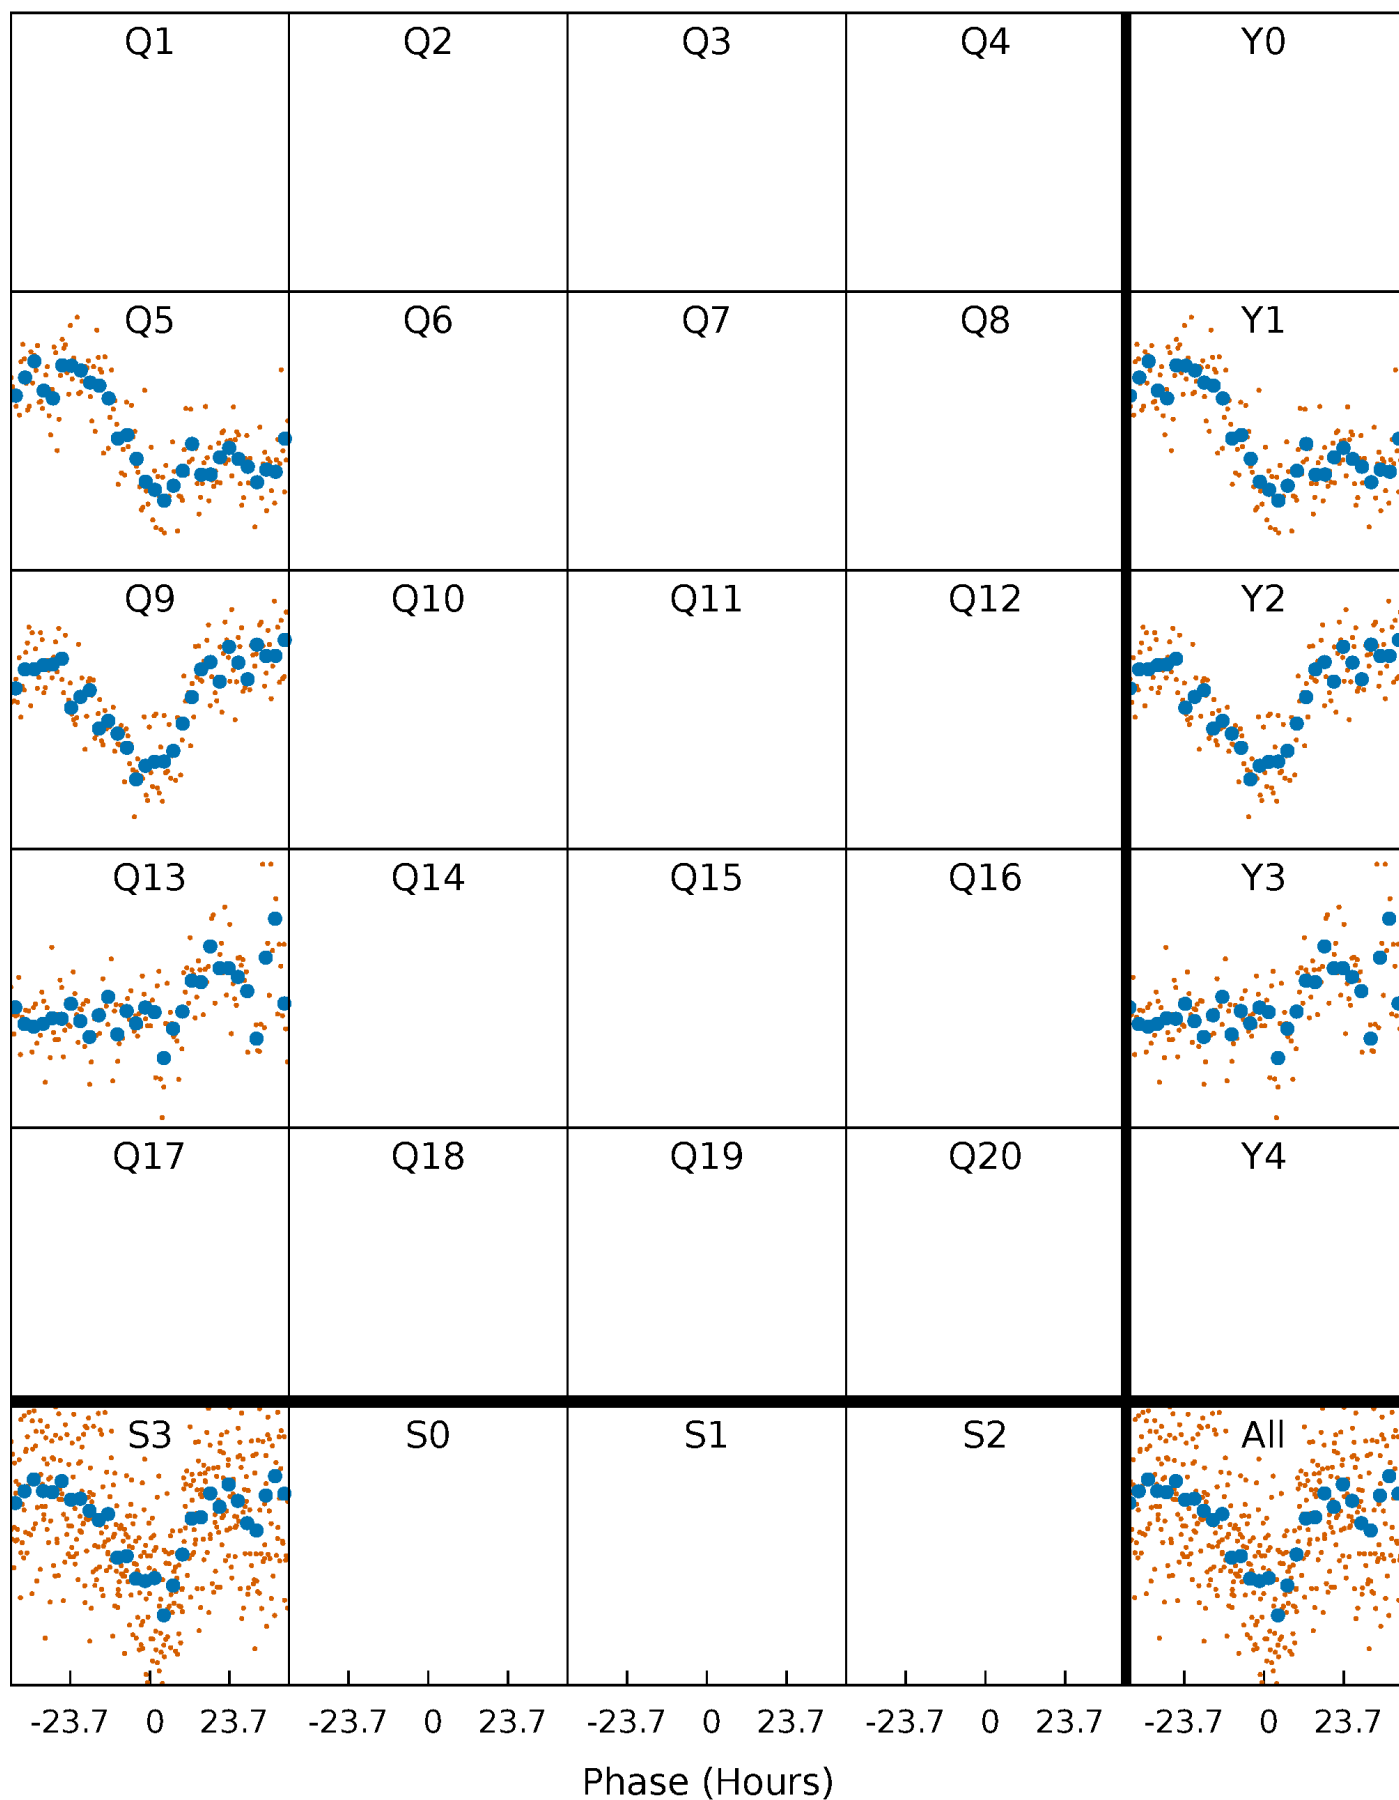 Q1 Q2 Q3 Q4 Y0
Q5 Q6 Q7 Q8 Y1
Q9 Q10 Q11 Q12 Y2
Q13 Q14 Q15 Q16 Y3
Q17 Q18 Q19 Q20 Y4
S3 S0 S1 S2 All
-23.7 0 23.7 -23.7 0 23.7 -23.7 0 23.7 -23.7 0 23.7 -23.7 0 23.7
Phase (Hours)